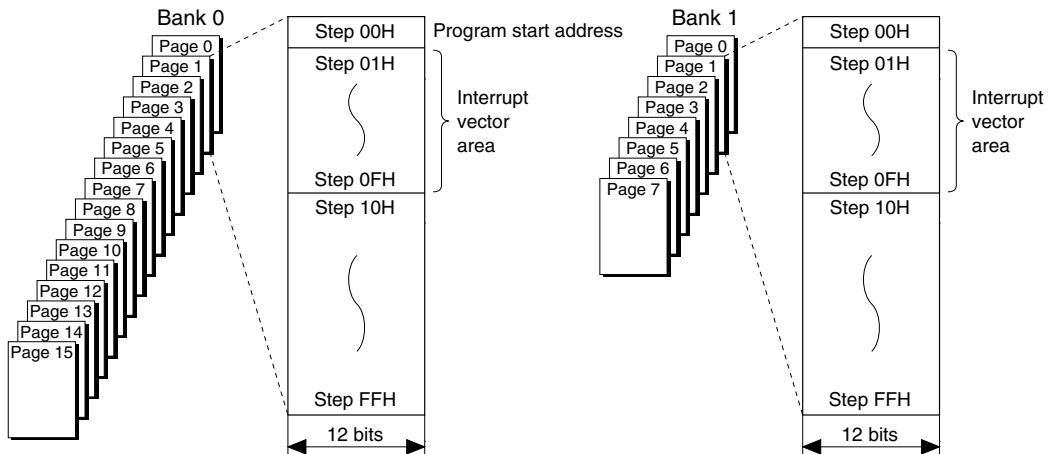 Bank 0
Page 0
Page 1
Page 2
Page 3
Page 4
Page 5
Page 6
Page 7
Page 8
Page 9
Page 10
Page 11
Page 12
Page 13
Page 14
Page 15
Step 00H
Program start address
Step 01H
Interrupt
vector
area
Step 0FH
Step 10H
Step FFH
12 bits
Bank 1
Page 0
Page 1
Page 2
Page 3
Page 4
Page 5
Page 6
Page 7
Step 00H
Step 01H
Interrupt
vector
area
Step 0FH
Step 10H
Step FFH
12 bits